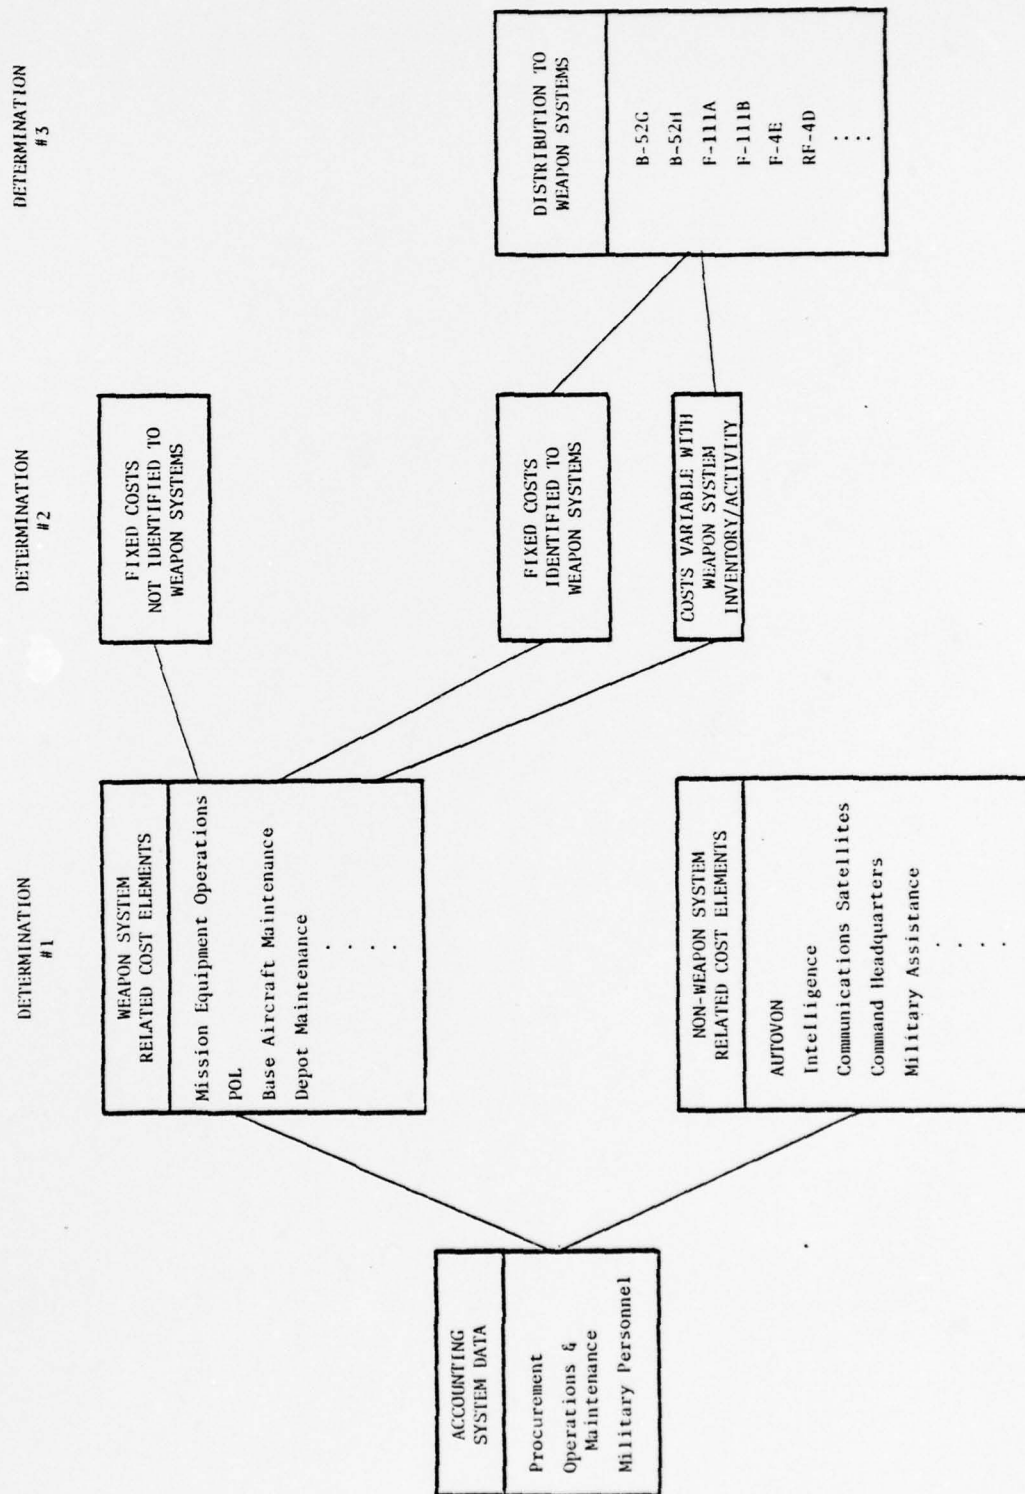 DETERMINATION
#1
DETERMINATION
#2
DETERMINATION
#3
ACCOUNTING
SYSTEM DATA
Procurement
Operations &
Maintenance
Military Personnel
WEAPON SYSTEM
RELATED COST ELEMENTS
Mission Equipment Operations
POL
Base Aircraft Maintenance
Depot Maintenance
.
.
.
NON-WEAPON SYSTEM
RELATED COST ELEMENTS
AUTOVON
Intelligence
Communications Satellites
Command Headquarters
Military Assistance
.
.
.
FIXED COSTS
NOT IDENTIFIED TO
WEAPON SYSTEMS
FIXED COSTS
IDENTIFIED TO
WEAPON SYSTEMS
COSTS VARIABLE WITH
WEAPON SYSTEM
INVENTORY/ACTIVITY
DISTRIBUTION TO
WEAPON SYSTEMS
B-52G
B-52H
F-111A
F-111B
F-4E
RF-4D
: :